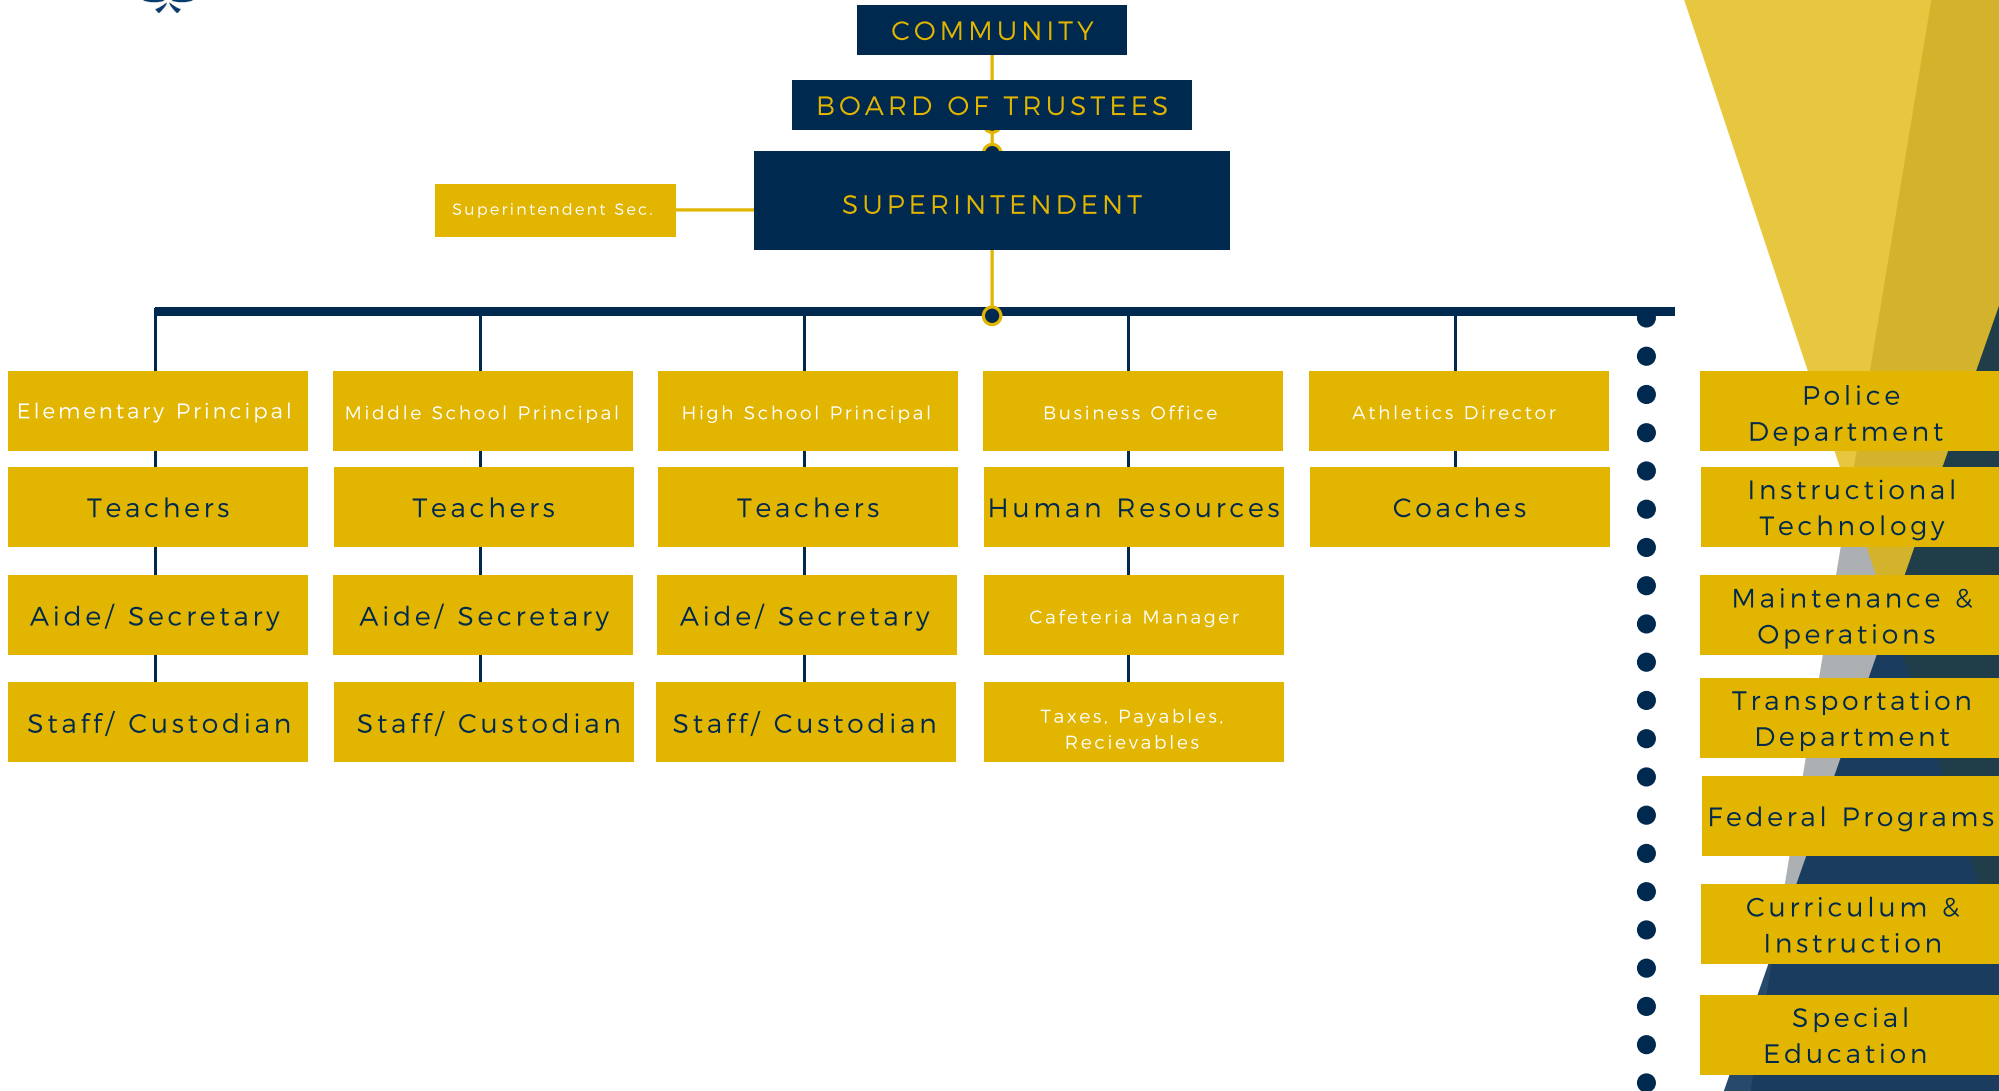 COMMUNITY
BOARD OF TRUSTEES
SUPERINTENDENT
Superintendent Sec.
Elementary Principal
Teachers
Aide/ Secretary
Staff/ Custodian
Middle School Principal
Teachers
Aide/ Secretary
Staff/ Custodian
High School Principal
Teachers
Aide/ Secretary
Staff/ Custodian
Business Office
Human Resources
Cafeteria Manager
Taxes, Payables,
Recievables
Athletics Director
Coaches
Police
Department
Instructional
Technology
Maintenance &
Operations
Transportation
Department
Federal Programs
Curriculum &
Instruction
Special
Education